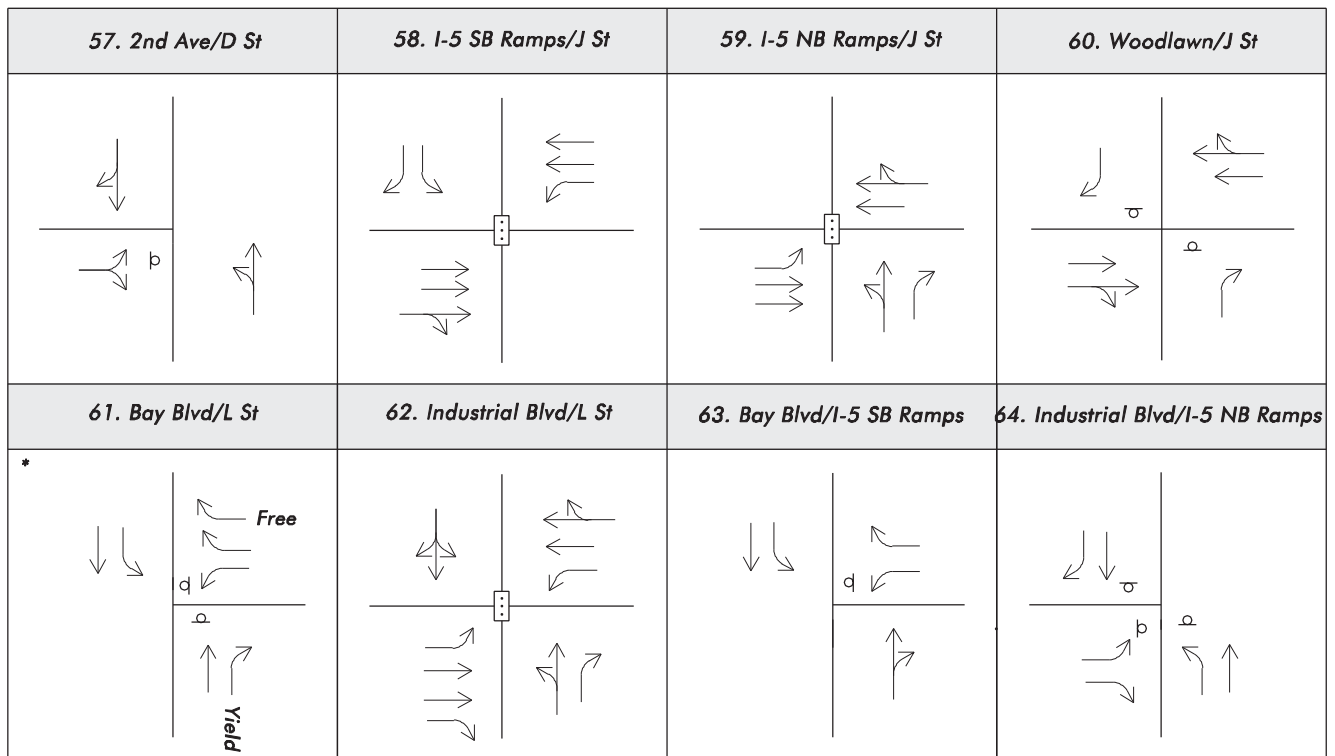 57. 2nd Ave/D St
58. I-5 SB Ramps/J St
59. I-5 NB Ramps/J St
60. Woodlawn/J St
61. Bay Blvd/L St
62. Industrial Blvd/L St
63. Bay Blvd/I-5 SB Ramps
64. Industrial Blvd/I-5 NB Ramps
*
Free
Yield